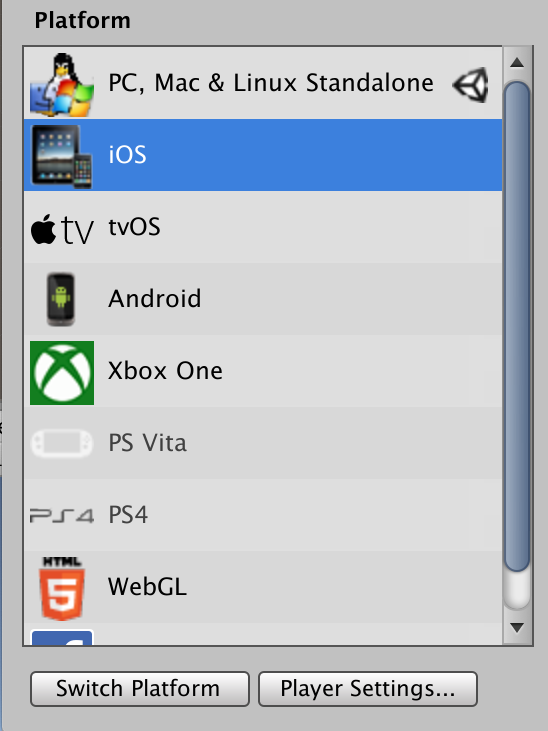 Platform
PC, Mac & Linux Standalone
iOS
tv tvOS
Android
Xbox One
PS Vita
PS4 PS4
HTML
5 WebGL
Switch Platform
Player Settings...